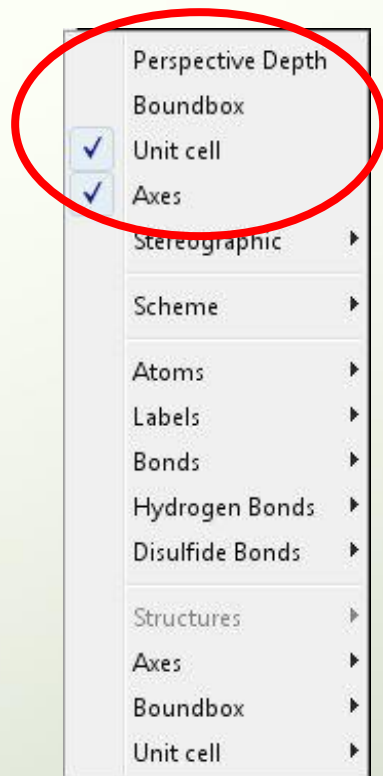 Perspective Depth
Boundbox
Unit cell
Axes
Stereographic
Scheme
Atoms
Labels
Bonds
Hydrogen Bonds
Disulfide Bonds
Structures
Axes
Boundbox
Unit cell